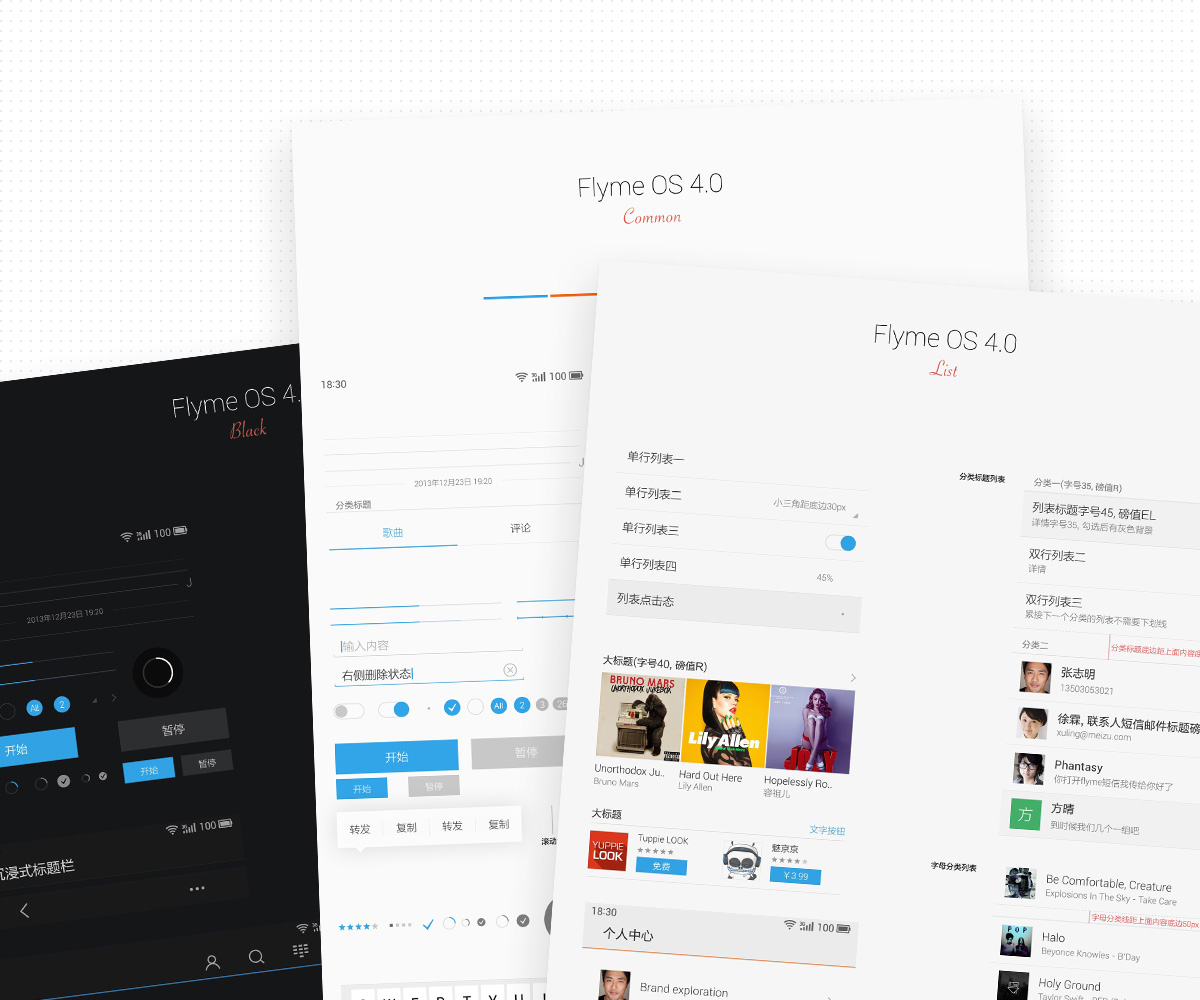 Flyme OS 4.0
Common
18:30
100
2013年12月23日 19:20
分类标题
歌曲
评论
输入内容
右侧删除状态
All
2
3
开始
暂停
开始
暂停
转发
复制
转发
复制
滚动
Flyme OS 4.
Black
100
2013年12月23日 19:20
All
2
开始
暂停
开始
暂停
100
沉浸式标题栏
Flyme OS 4.0
List
单行列表一
单行列表二
小三角距底边30px
单行列表三
单行列表四
45%
列表点击态
大标题(字号40, 磅值R)
BRUNO MARS
UNORTHODOX JUKEBOX
LilyAllen
JOEY
Unorthodox Ju..
Bruno Mars
Hard Out Here
Lily Allen
Hopelessly Ro..
容祖儿
大标题
文字按钮
YUPPIE
LOOK
Tuppie LOOK
免费
魅京京
￥3.99
18:30
100
个人中心
Brand exploration
分类标题列表
分类一(字号35, 磅值R)
列表标题字号45, 磅值EL
详情字号35, 勾选后有灰色背景
双行列表二
详情
双行列表三
紧接下一个分类的列表不需要下划线
分类二
分类标题底边距上面内容底
张志明
13503053021
徐霖, 联系人短信邮件标题磅
xuling@meizu.com
Phantasy
你打开flyme短信我传给你好了
方
方晴
到时候我们几个一组吧
字母分类列表
Be Comfortable, Creature
Explosions In The Sky - Take Care
字母分类线距上面内容底边50px
POP
Halo
Beyonce Knowles - B'Day
Holy Ground